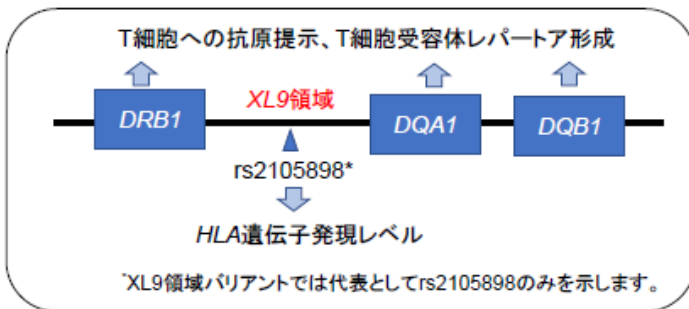 T細胞への抗原提示、T細胞受容体レパートア形成
XL9領域
DRB1
DQA1
DQB1
rs2105898*
HLA遺伝子発現レベル
*XL9領域バリアントでは代表としてrs2105898のみを示します。